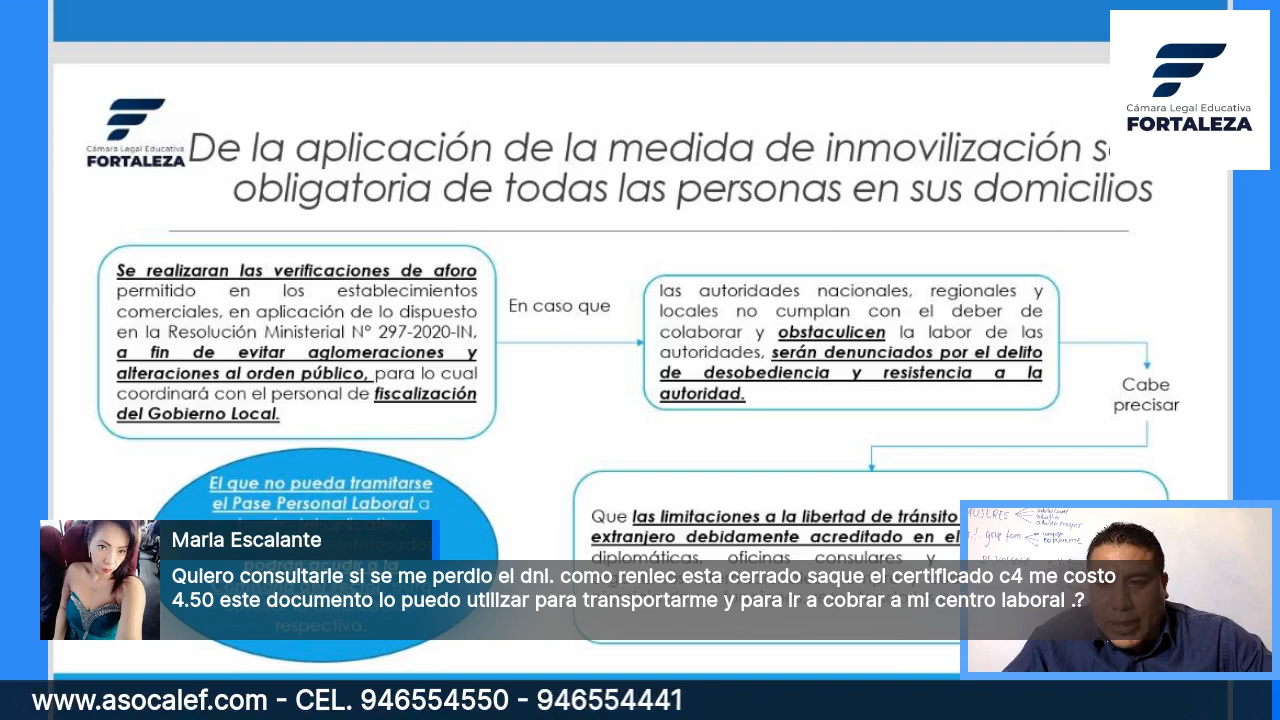 Cámara Legal Educativa
FORTALEZA
Cámara Legal Educativa
FORTALEZA
De la aplicación de la medida de inmovilización
obligatoria de todas las personas en sus domicilios
Se realizaran las verificaciones de aforo
permitido en los establecimientos
comerciales, en aplicación de lo dispuesto
en la Resolución Ministerial N° 297-2020-IN,
a fin de evitar aglomeraciones y
alteraciones al orden público, para lo cual
coordinará con el personal de fiscalización
del Gobierno Local.
En caso que
las autoridades nacionales, regionales y
locales no cumplan con el deber de
colaborar y obstaculicen la labor de las
autoridades, serán denunciados por el delito
de desobediencia y resistencia a la
autoridad.
Cabe
precisar
El que no pueda tramitarse
el Pase Personal Laboral a
respectiva.
Que las limitaciones a la libertad de tránsito
extranjero debidamente acreditado en el
diplomáticas, oficinas consulares y
MUJERES
adulta
adulta mayor
grup fam
Marla Escalante
Quiero consultarle si se me perdio el dni. como reniec esta cerrado saque el certificado c4 me costo
4.50 este documento lo puedo utilizar para transportarme y para ir a cobrar a mi centro laboral .?
www.asocalef.com - CEL. 946554550 - 946554441